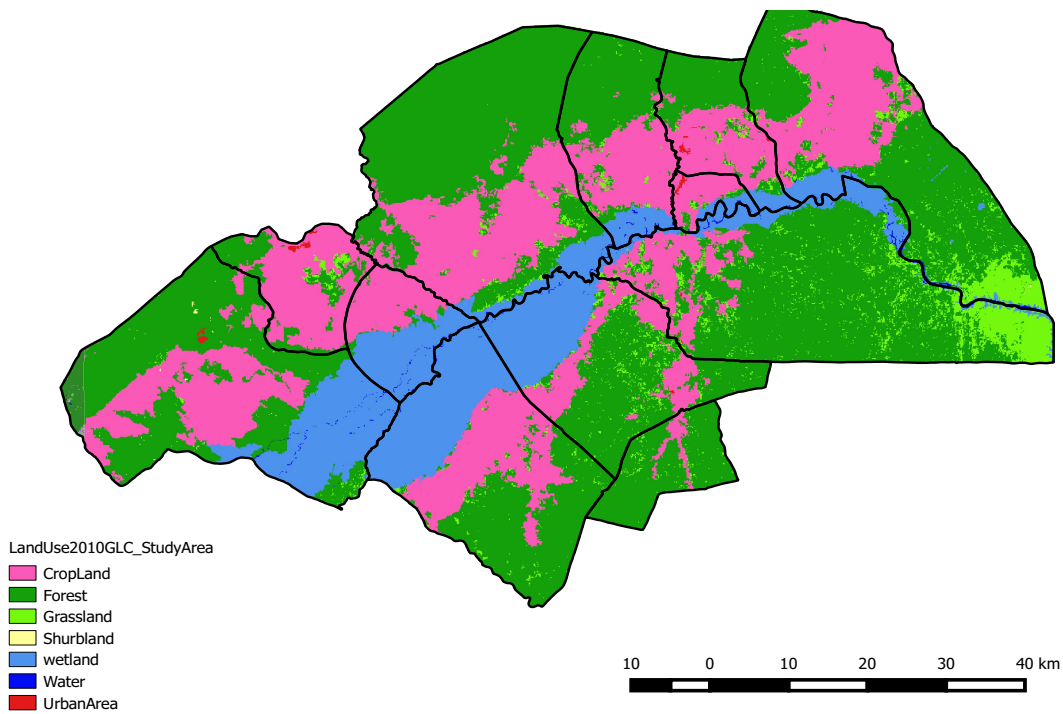 LandUse2010GLC_StudyArea
CropLand
Forest
Grassland
Shurbland
wetland
Water
UrbanArea
10 0 10 20 30 40 km